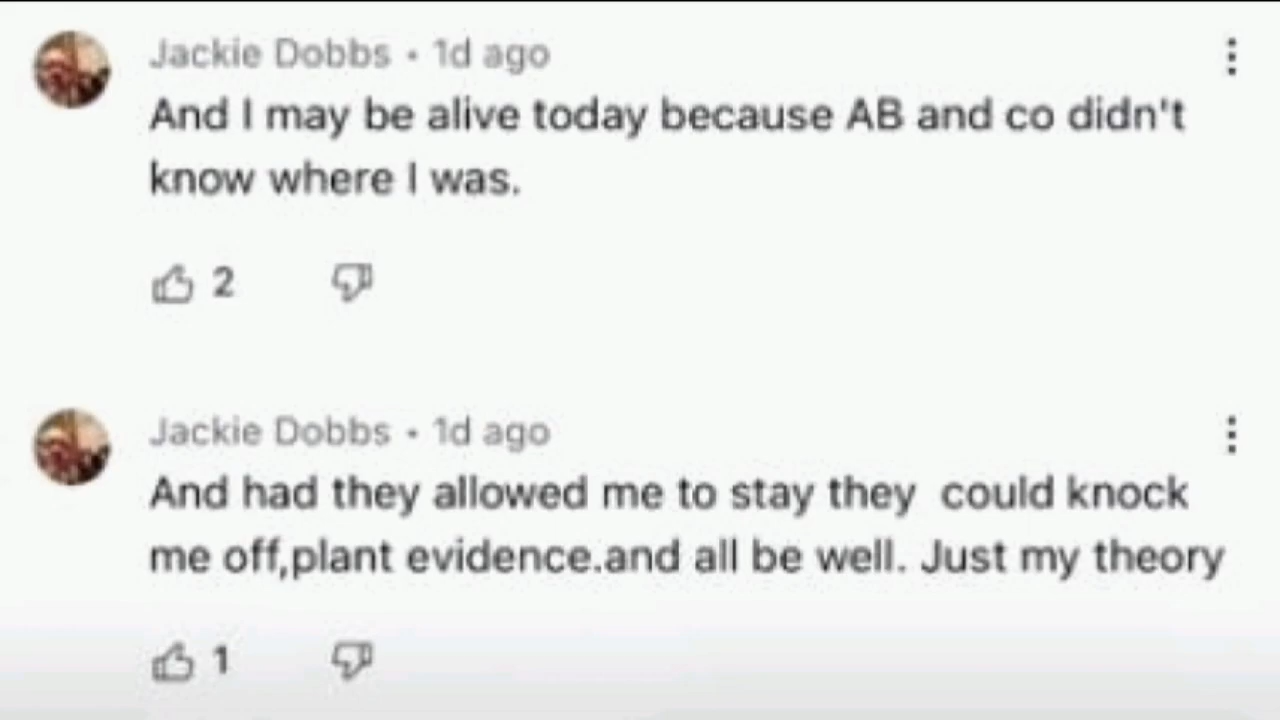 Jackie Dobbs • 1d ago
And I may be alive today because AB and co didn't
know where I was.
2
Jackie Dobbs • 1d ago
And had they allowed me to stay they  could knock
me off,plant evidence.and all be well. Just my theory
1